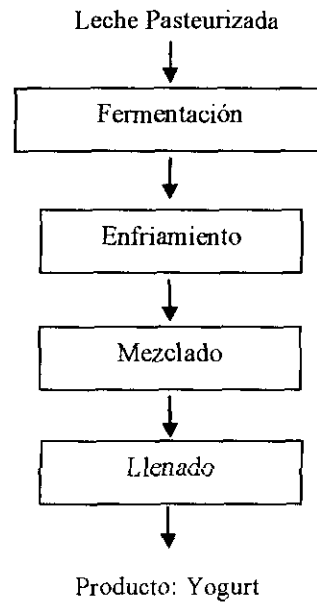 Leche Pasteurizada
Fermentación
Enfriamiento
Mezclado
Llenado
Producto: Yogurt